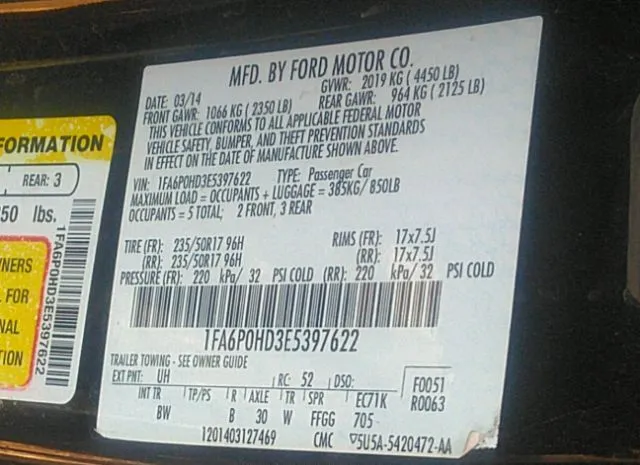 FORMATION
REAR: 3
350 lbs.
WNERS
L FOR
NAL
TION
1FA6P0HD3E5397622
MFD. BY FORD MOTOR CO.
DATE: 03/14 GVWR: 2019 KG (4450 LB)
FRONT GAWR: 1066 KG (2350 LB) REAR GAWR: 964 KG (2125 LB)
THIS VEHICLE CONFORMS TO ALL APPLICABLE FEDERAL MOTOR
VEHICLE SAFETY, BUMPER, AND THEFT PREVENTION STANDARDS
IN EFFECT ON THE DATE OF MANUFACTURE SHOWN ABOVE.
VIN: 1FA6P0HD3E5397622 TYPE: Passenger Car
MAXIMUM LOAD = OCCUPANTS + LUGGAGE = 385KG/850LB
OCCUPANTS = 5 TOTAL; 2 FRONT, 3 REAR
TIRE (FR): 235/50R17 96H RIMS (FR): 17x7.5J
(RR): 235/50R17 96H (RR): 17x7.5J
PRESSURE (FR): 220 kPa/ 32 PSI COLD (RR): 220 kPa/ 32 PSI COLD
1FA6P0HD3E5397622
TRAILER TOWING - SEE OWNER GUIDE
EXT PNT: UH RC: 52 DSO: F0051
INT TR TP/PS R AXLE TR SPR EC71K R0063
BW B 30 W FFGG 705
1201403127469 CMC ▽5U5A-5420472-AA